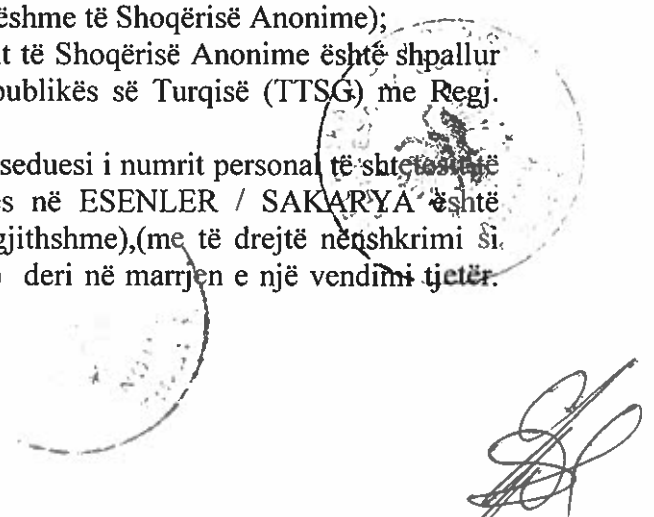 ëshme të Shoqërisë Anonime);
t të Shoqërisë Anonime është shpallur
publikës së Turqisë (TTSG) me Regj.
seduesi i numrit personal të shtetësisë
s në ESENLER / SAKARYA është
gjithshme),(me të drejtë nënshkrimi si
deri në marrjen e një vendimi tjetër.